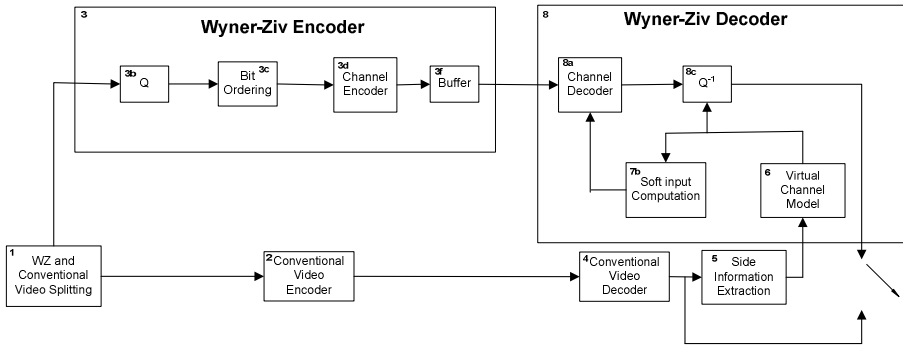 3
Wyner-Ziv Encoder
3b
Q
3c
Bit
Ordering
3d
Channel
Encoder
3f
Buffer
8
Wyner-Ziv Decoder
8a
Channel
Decoder
8c
Q-1
7b
Soft input
Computation
6
Virtual
Channel
Model
1
WZ and
Conventional
Video Splitting
2
Conventional
Video
Encoder
4
Conventional
Video
Decoder
5
Side
Information
Extraction